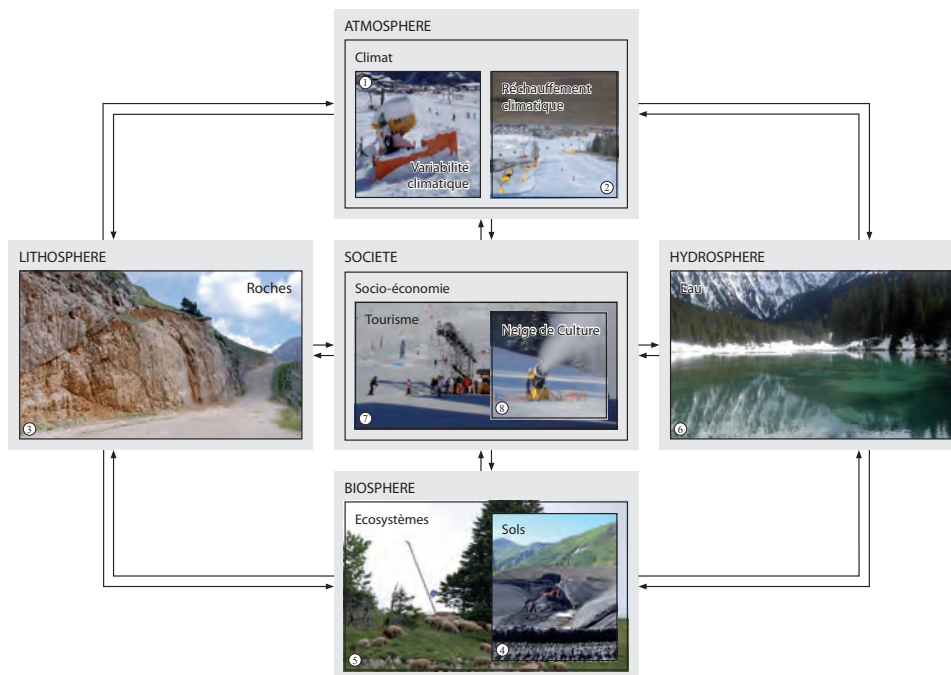 ATMOSPHERE
Climat
1
Variabilité
climatique
Réchauffement
climatique
2
LITHOSPHERE
Roches
3
SOCIETE
Socio-économie
Tourisme
7
Neige de Culture
8
HYDROSPHERE
Eau
6
BIOSPHERE
Ecosystèmes
5
Sols
4